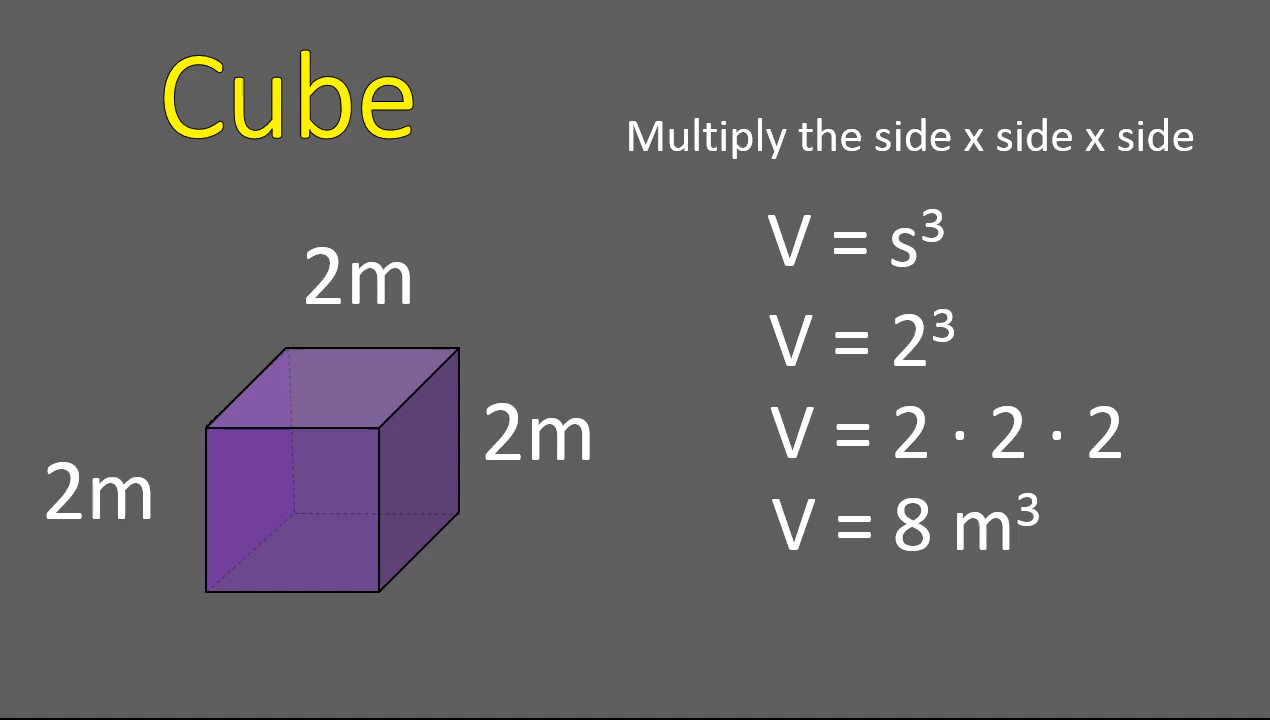 Cube
Multiply the side x side x side
V = s³
2m
V = 2³
2m
V = 2 · 2 · 2
2m
V = 8 m³